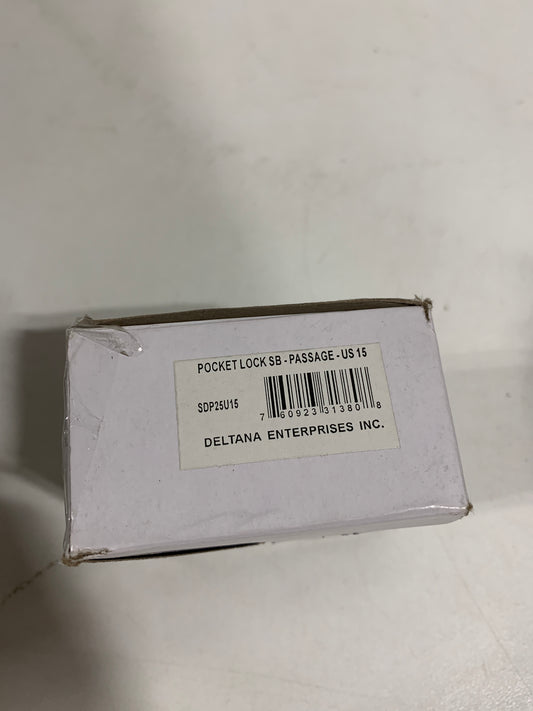 POCKET LOCK SB - PASSAGE - US 15
SDP25U15
7 60923 31380 8
DELTANA ENTERPRISES INC.